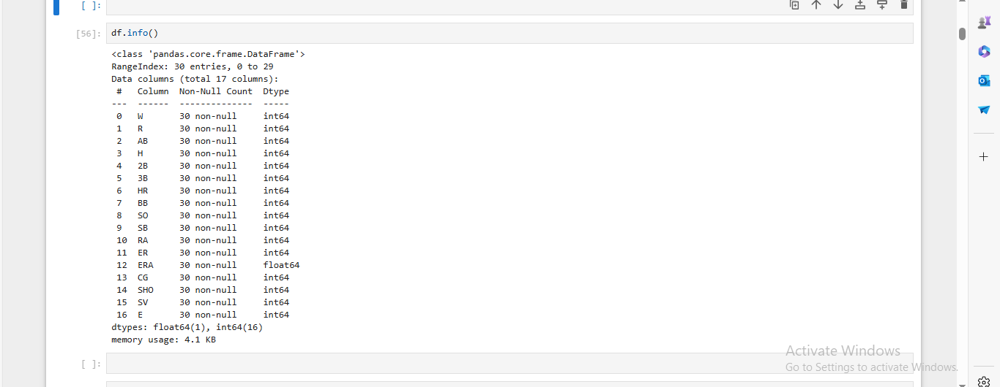 [ ]:
[56]: df.info()
<class 'pandas.core.frame.DataFrame'>
RangeIndex: 30 entries, 0 to 29
Data columns (total 17 columns):
 #   Column  Non-Null Count  Dtype
---  ------  --------------  -----
 0   W       30 non-null     int64
 1   R       30 non-null     int64
 2   AB      30 non-null     int64
 3   H       30 non-null     int64
 4   2B      30 non-null     int64
 5   3B      30 non-null     int64
 6   HR      30 non-null     int64
 7   BB      30 non-null     int64
 8   SO      30 non-null     int64
 9   SB      30 non-null     int64
 10  RA      30 non-null     int64
 11  ER      30 non-null     int64
 12  ERA     30 non-null     float64
 13  CG      30 non-null     int64
 14  SHO     30 non-null     int64
 15  SV      30 non-null     int64
 16  E       30 non-null     int64
dtypes: float64(1), int64(16)
memory usage: 4.1 KB
[ ]:
Activate Windows
Go to Settings to activate Windows.